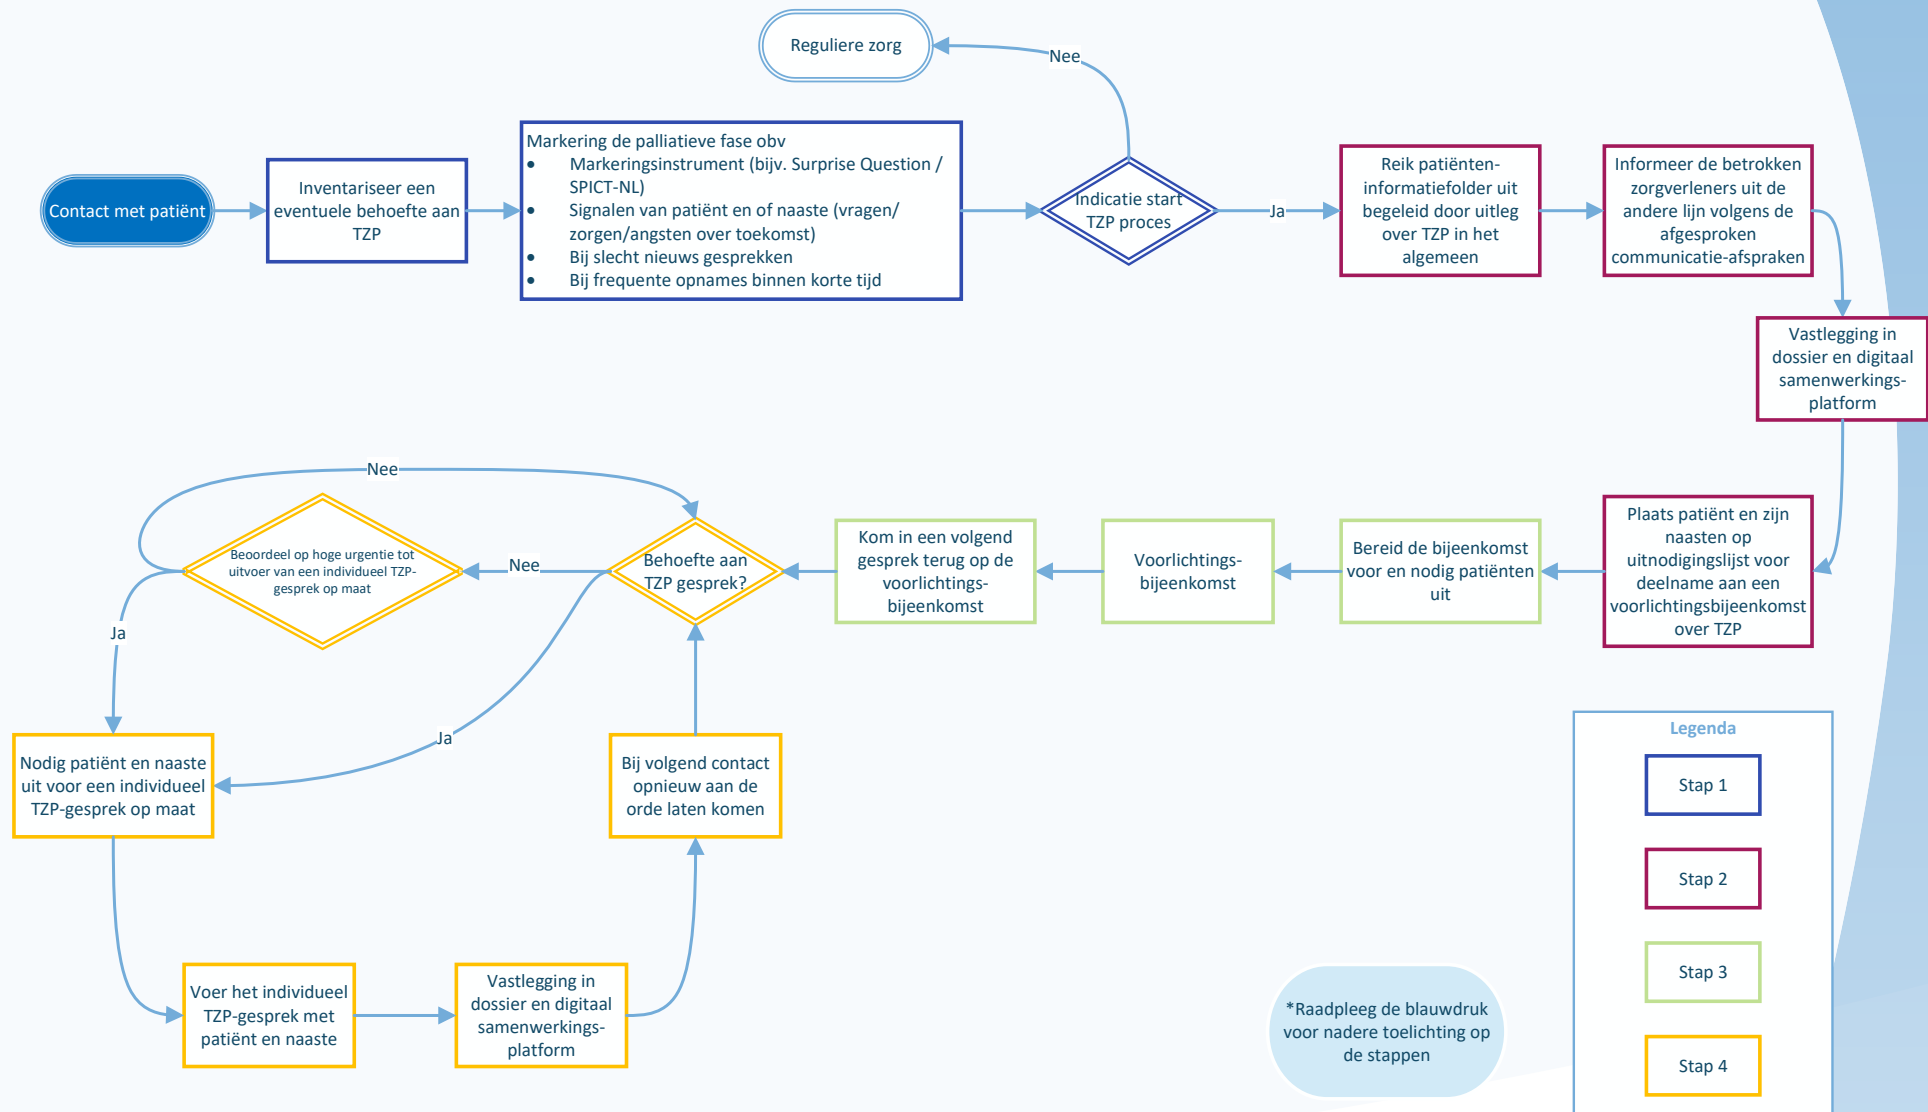 Reguliere zorg
Nee
Contact met patiënt
Inventariseer een
eventuele behoefte aan
TZP
Markering de palliatieve fase obv
• Markeringsinstrument (bijv. Surprise Question /
SPICT-NL)
• Signalen van patiënt en of naaste (vragen/
zorgen/angsten over toekomst)
• Bij slecht nieuws gesprekken
• Bij frequente opnames binnen korte tijd
Indicatie start
TZP proces
Ja
Reik patiënten-
informatiefolder uit
begeleid door uitleg
over TZP in het
algemeen
Informeer de betrokken
zorgverleners uit de
andere lijn volgens de
afgesproken
communicatie-afspraken
Vastlegging in
dossier en digitaal
samenwerkings-
platform
Plaats patiënt en zijn
naasten op
uitnodigingslijst voor
deelname aan een
voorlichtingsbijeenkomst
over TZP
Bereid de bijeenkomst
voor en nodig patiënten
uit
Voorlichtings-
bijeenkomst
Kom in een volgend
gesprek terug op de
voorlichtings-
bijeenkomst
Behoefte aan
TZP gesprek?
Nee
Nee
Beoordeel op hoge urgentie tot
uitvoer van een individueel TZP-
gesprek op maat
Ja
Ja
Nodig patiënt en naaste
uit voor een individueel
TZP-gesprek op maat
Bij volgend contact
opnieuw aan de
orde laten komen
Voer het individueel
TZP-gesprek met
patiënt en naaste
Vastlegging in
dossier en digitaal
samenwerkings-
platform
*Raadpleeg de blauwdruk
voor nadere toelichting op
de stappen
Legenda
Stap 1
Stap 2
Stap 3
Stap 4